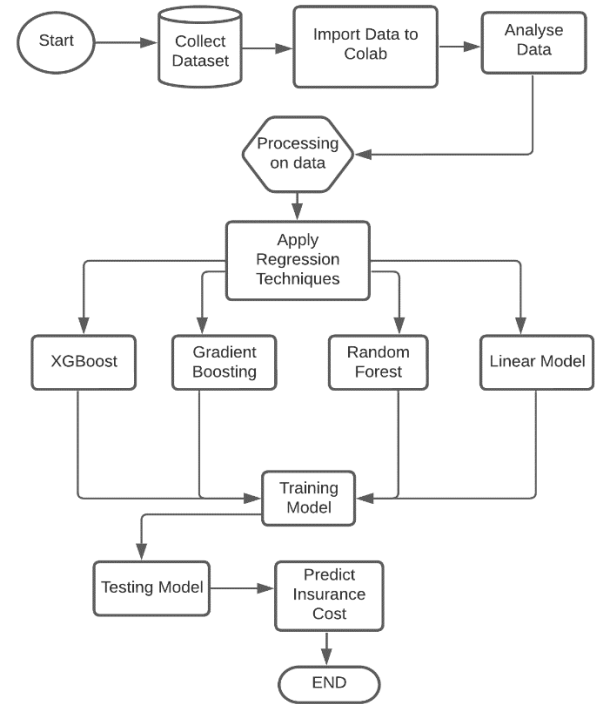 Start
Collect
Dataset
Import Data to
Colab
Analyse
Data
Processing
on data
Apply
Regression
Techniques
XGBoost
Gradient
Boosting
Random
Forest
Linear Model
Training
Model
Testing Model
Predict
Insurance
Cost
END